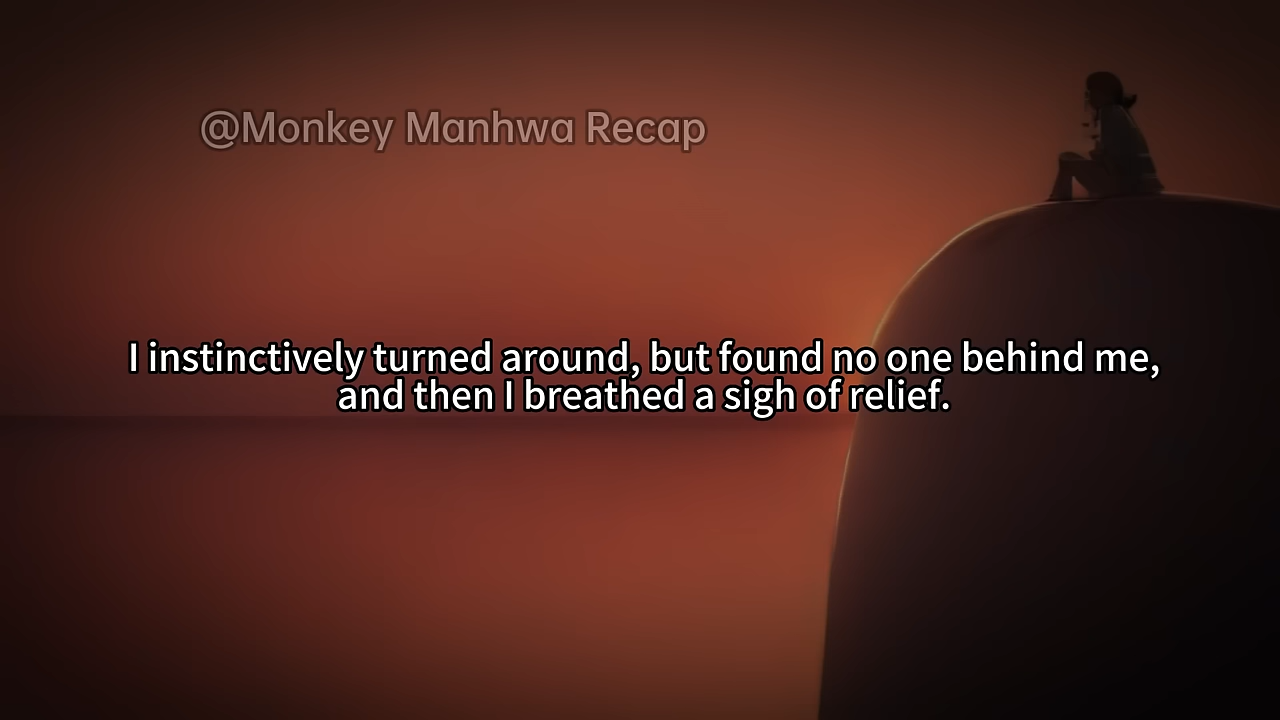 @Monkey Manhwa Recap
I instinctively turned around, but found no one behind me,
and then I breathed a sigh of relief.